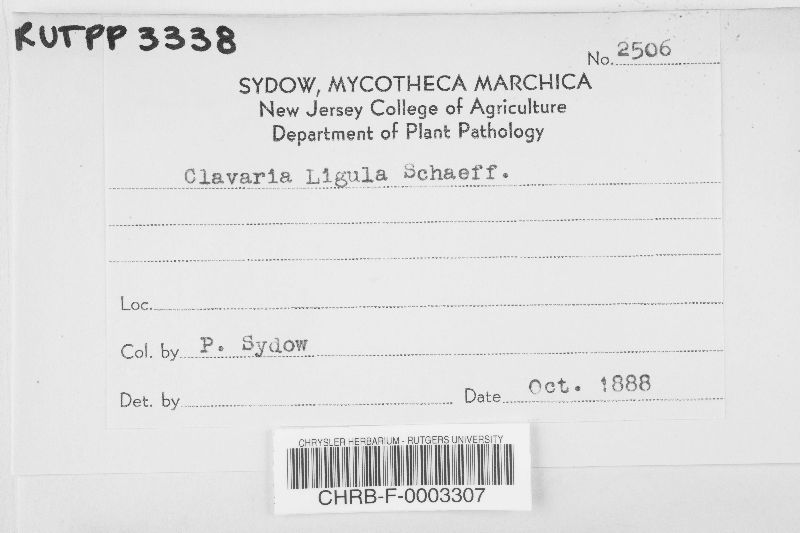 RUTPP 3338
No. 2506
SYDOW, MYCOTHECA MARCHICA
New Jersey College of Agriculture
Department of Plant Pathology
Clavaria Ligula Schaeff.
Loc.
Col. by P. Sydow
Det. by Date Oct. 1888
CHRYSLER HERBARIUM - RUTGERS UNIVERSITY
CHRB-F-0003307